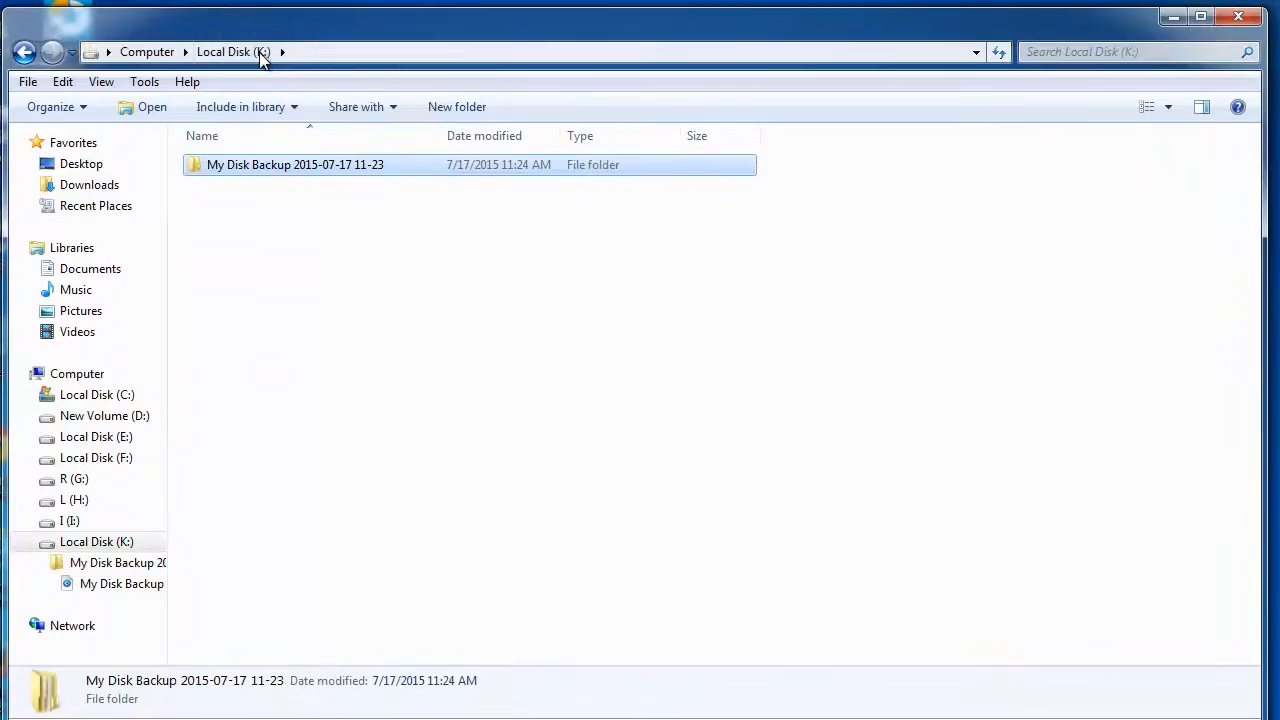 Computer Local Disk (K:) Search Local Disk (K:)
File Edit View Tools Help
Organize Open Include in library Share with New folder
Name Date modified Type Size
My Disk Backup 2015-07-17 11-23 7/17/2015 11:24 AM File folder
Favorites
Desktop
Downloads
Recent Places
Libraries
Documents
Music
Pictures
Videos
Computer
Local Disk (C:)
New Volume (D:)
Local Disk (E:)
Local Disk (F:)
R (G:)
L (H:)
I (I:)
Local Disk (K:)
My Disk Backup 20
My Disk Backup
Network
My Disk Backup 2015-07-17 11-23 Date modified: 7/17/2015 11:24 AM
File folder